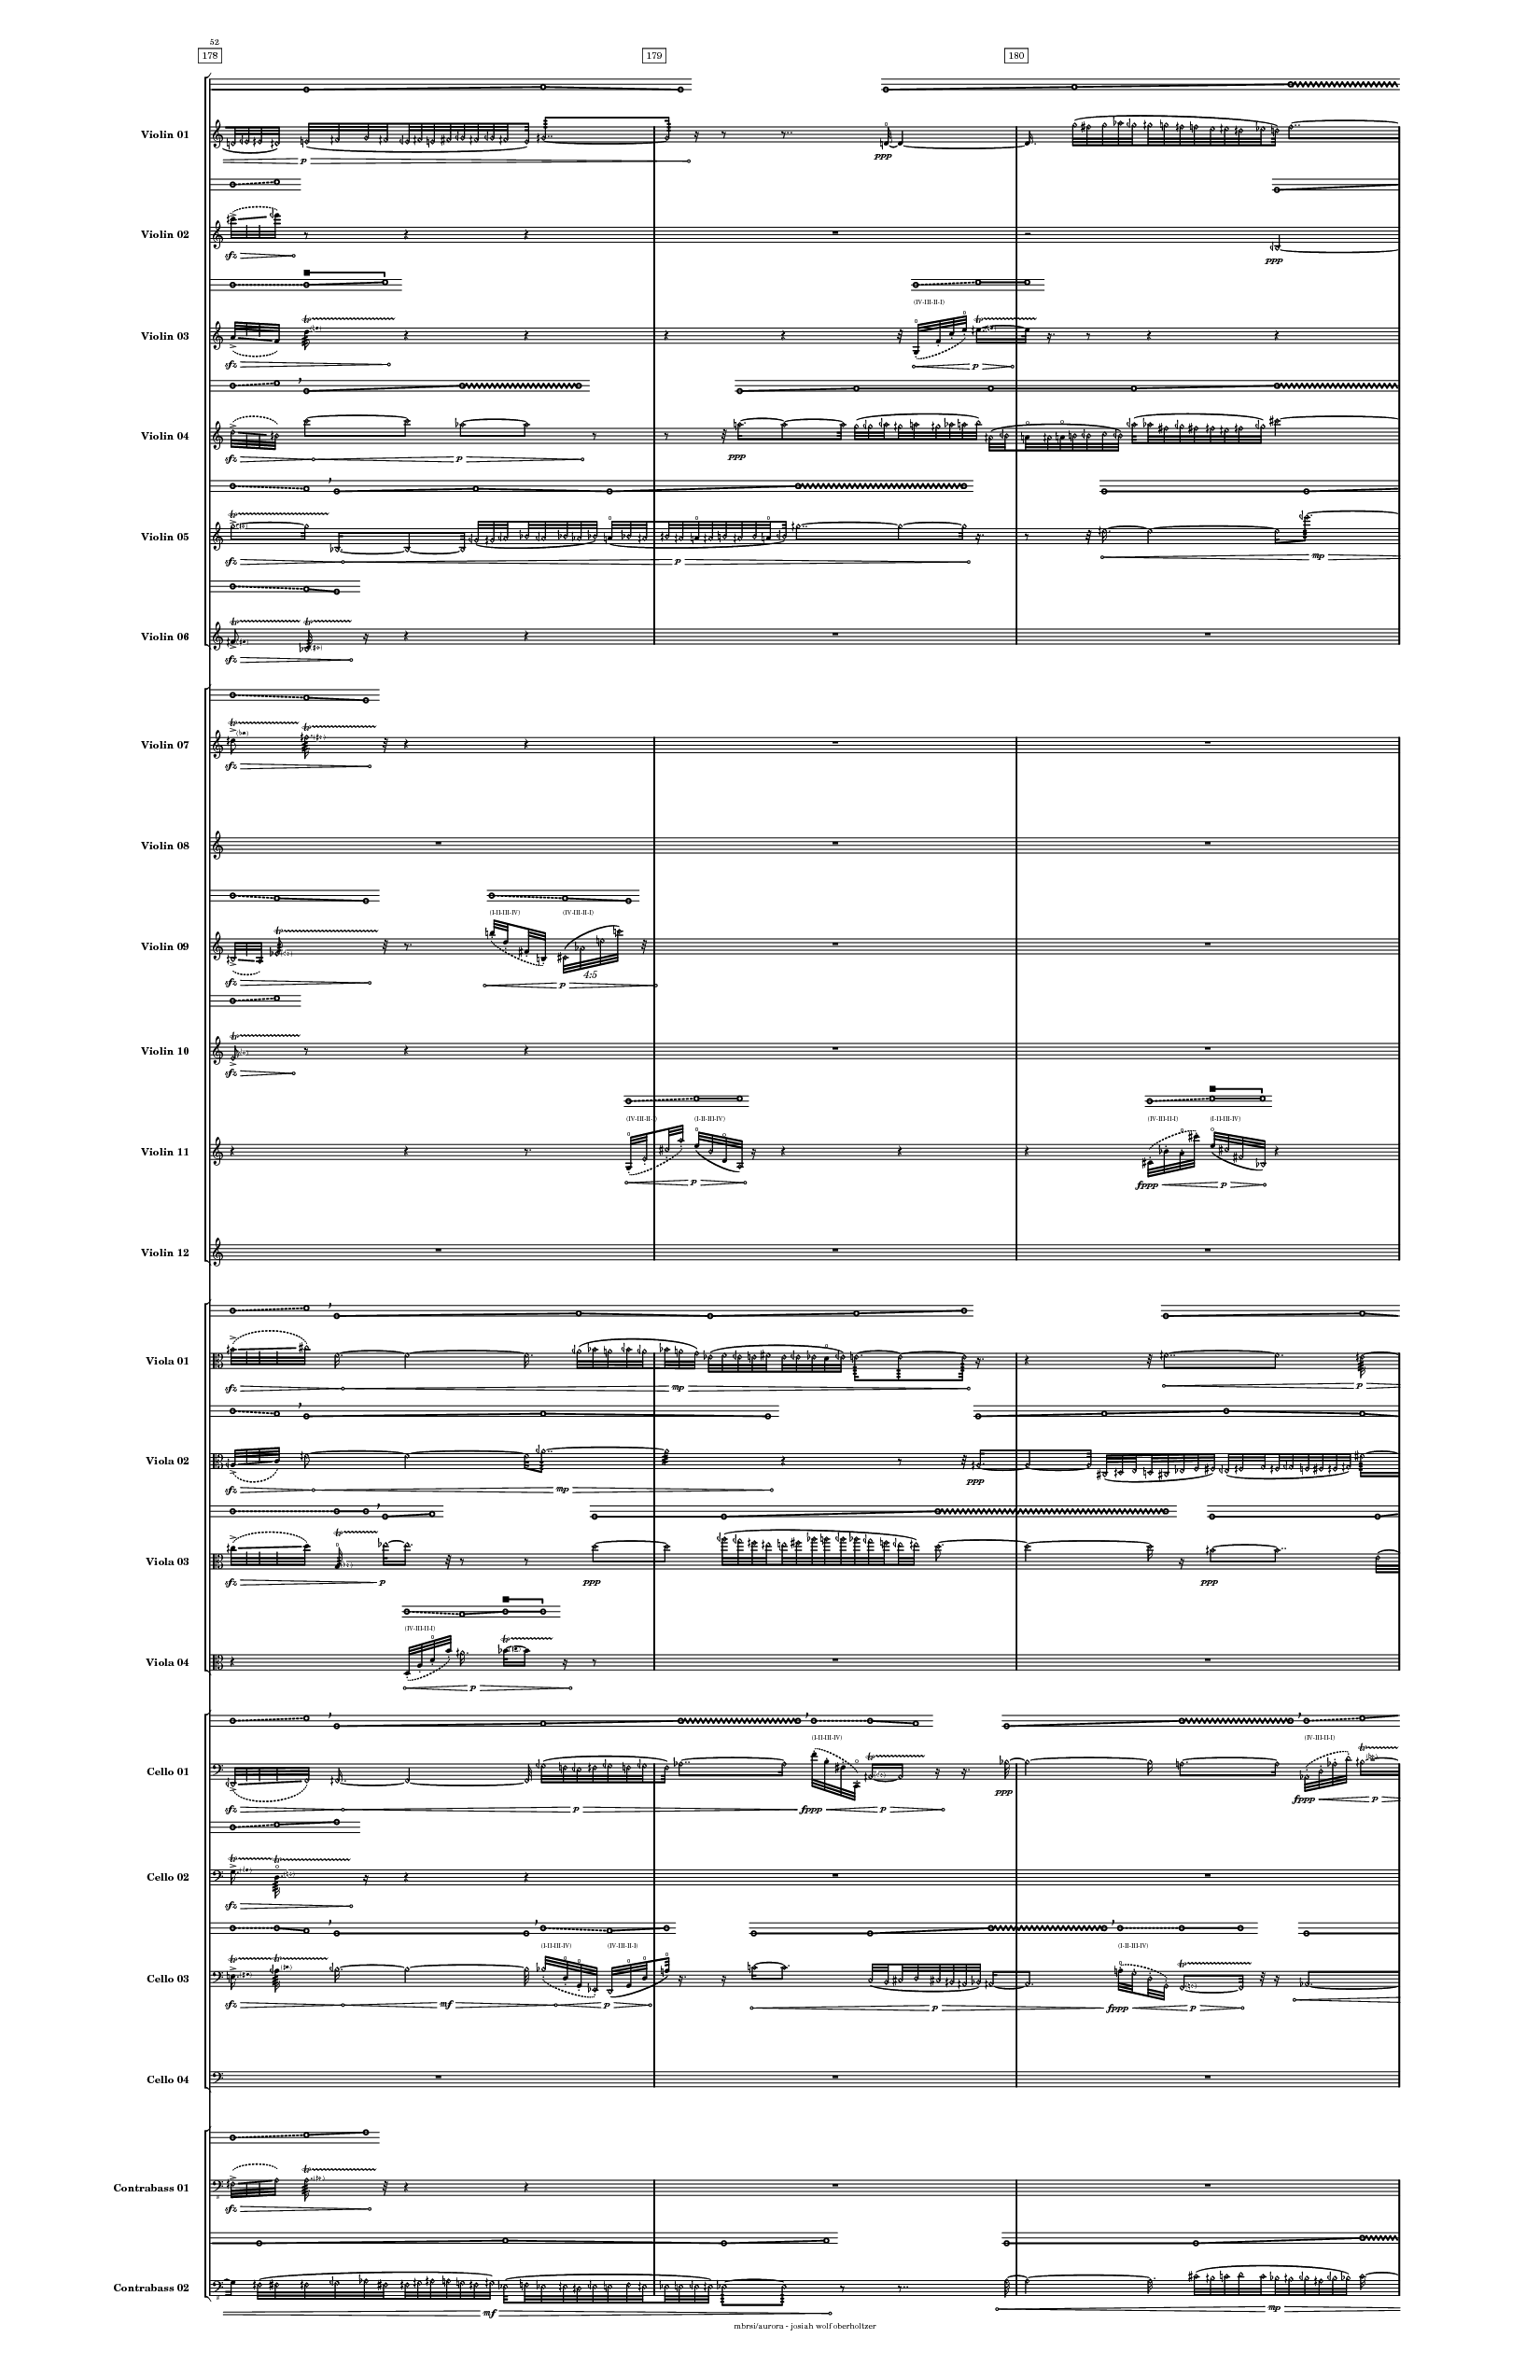 52
178 179 180
Violin 01
p ppp
Violin 02
sfz ppp
(IV-III-II-I)
Violin 03
sfz p
Violin 04
sfz p ppp
Violin 05
sfz p mp
Violin 06
sfz
Violin 07
sfz
Violin 08
(I-II-III-IV) (IV-III-II-I)
Violin 09
4:5
sfz p
Violin 10
sfz
(IV-III-II-I) (I-II-III-IV) (IV-III-II-I) (I-II-III-IV)
Violin 11
p fppp p
Violin 12
Viola 01
sfz mp p
Viola 02
sfz mp ppp
Viola 03
sfz p ppp ppp
(IV-III-II-I)
Viola 04
p
(I-II-III-IV) (IV-III-II-I)
Cello 01
ppp
sfz p fppp p fppp p
Cello 02
sfz
(I-II-III-IV) (IV-III-II-I) (I-II-III-IV)
Cello 03
sfz mf p p fppp p
Cello 04
Contrabass 01
sfz
Contrabass 02
mf mp
mbrsi/aurora - josiah wolf oberholtzer